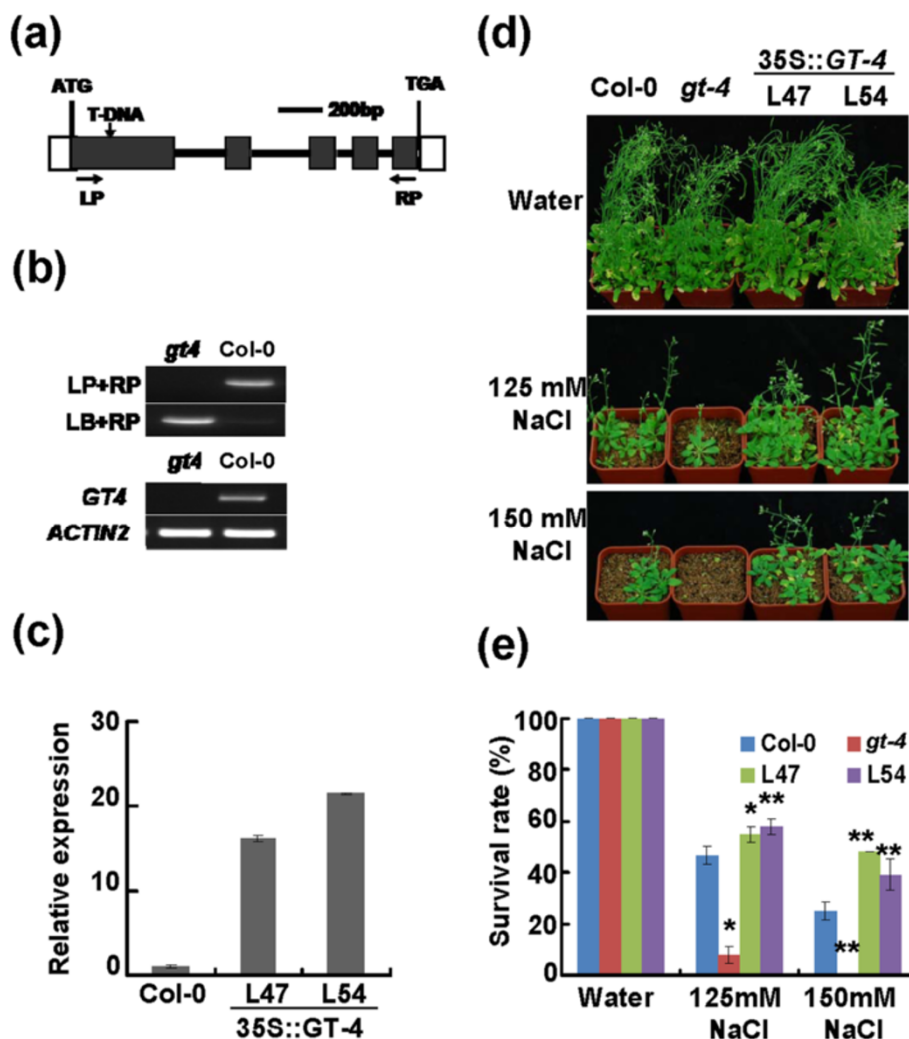 (a)
ATG
TGA
T-DNA
200bp
LP
RP
(b)
gt4 Col-0
LP+RP
LB+RP
gt4 Col-0
GT4
ACTIN2
(c)
Relative expression
30
20
10
0
Col-0 L47 L54
35S::GT-4
(d)
35S::GT-4
Col-0 gt-4 L47 L54
Water
125 mM
NaCl
150 mM
NaCl
(e)
Survival rate (%)
100
80
60
40
20
0
Col-0 gt-4
L47 L54
* **
*
** **
**
Water 125mM 150mM
NaCl NaCl